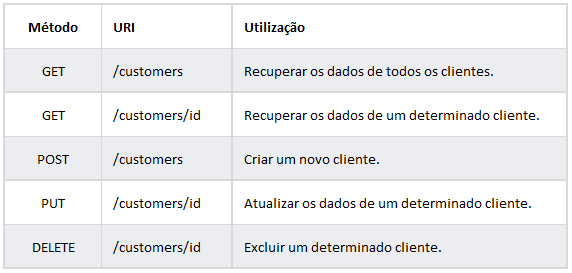 Método URI Utilização
GET /customers Recuperar os dados de todos os clientes.
GET /customers/id Recuperar os dados de um determinado cliente.
POST /customers Criar um novo cliente.
PUT /customers/id Atualizar os dados de um determinado cliente.
DELETE /customers/id Excluir um determinado cliente.